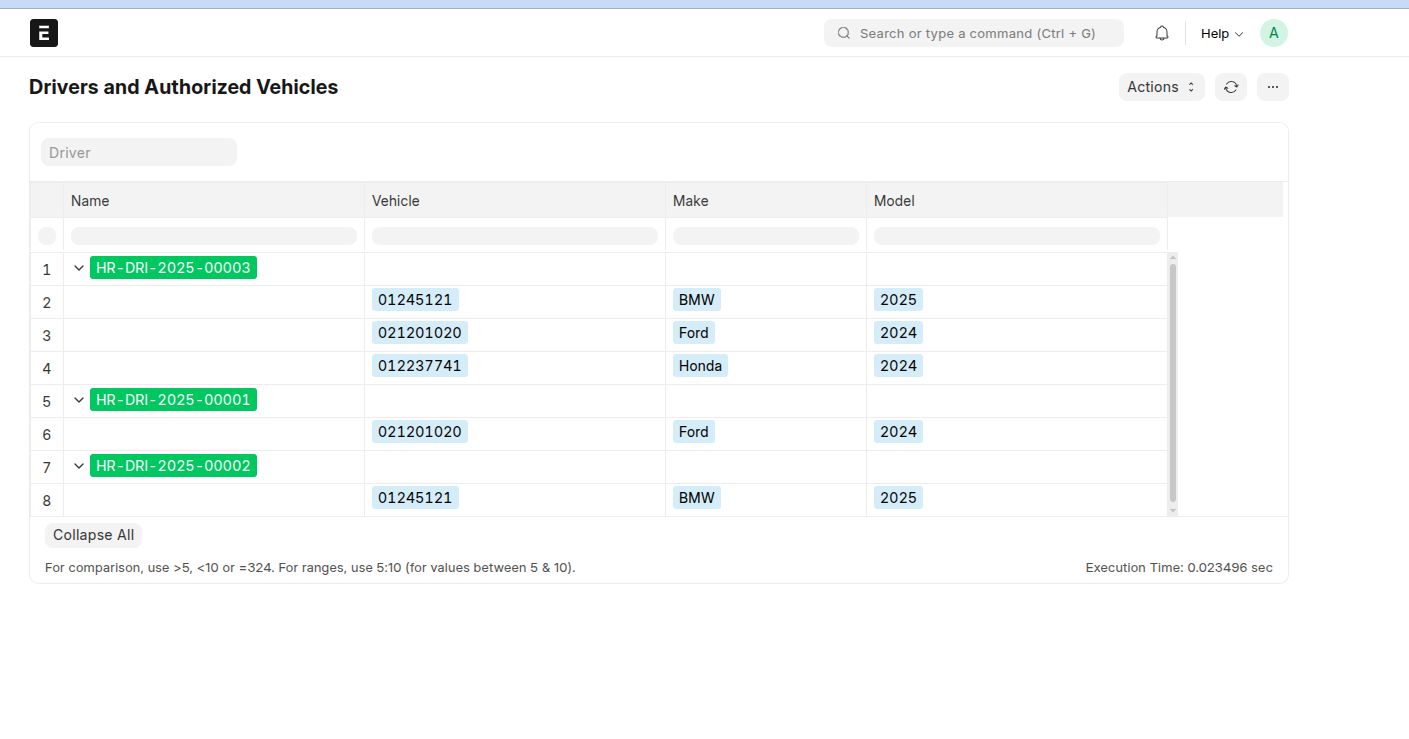 E
Search or type a command (Ctrl + G)
Help
A
Drivers and Authorized Vehicles
Actions
Driver
Name Vehicle Make Model
1 HR-DRI-2025-00003
2 01245121 BMW 2025
3 021201020 Ford 2024
4 012237741 Honda 2024
5 HR-DRI-2025-00001
6 021201020 Ford 2024
7 HR-DRI-2025-00002
8 01245121 BMW 2025
Collapse All
For comparison, use >5, <10 or =324. For ranges, use 5:10 (for values between 5 & 10).
Execution Time: 0.023496 sec